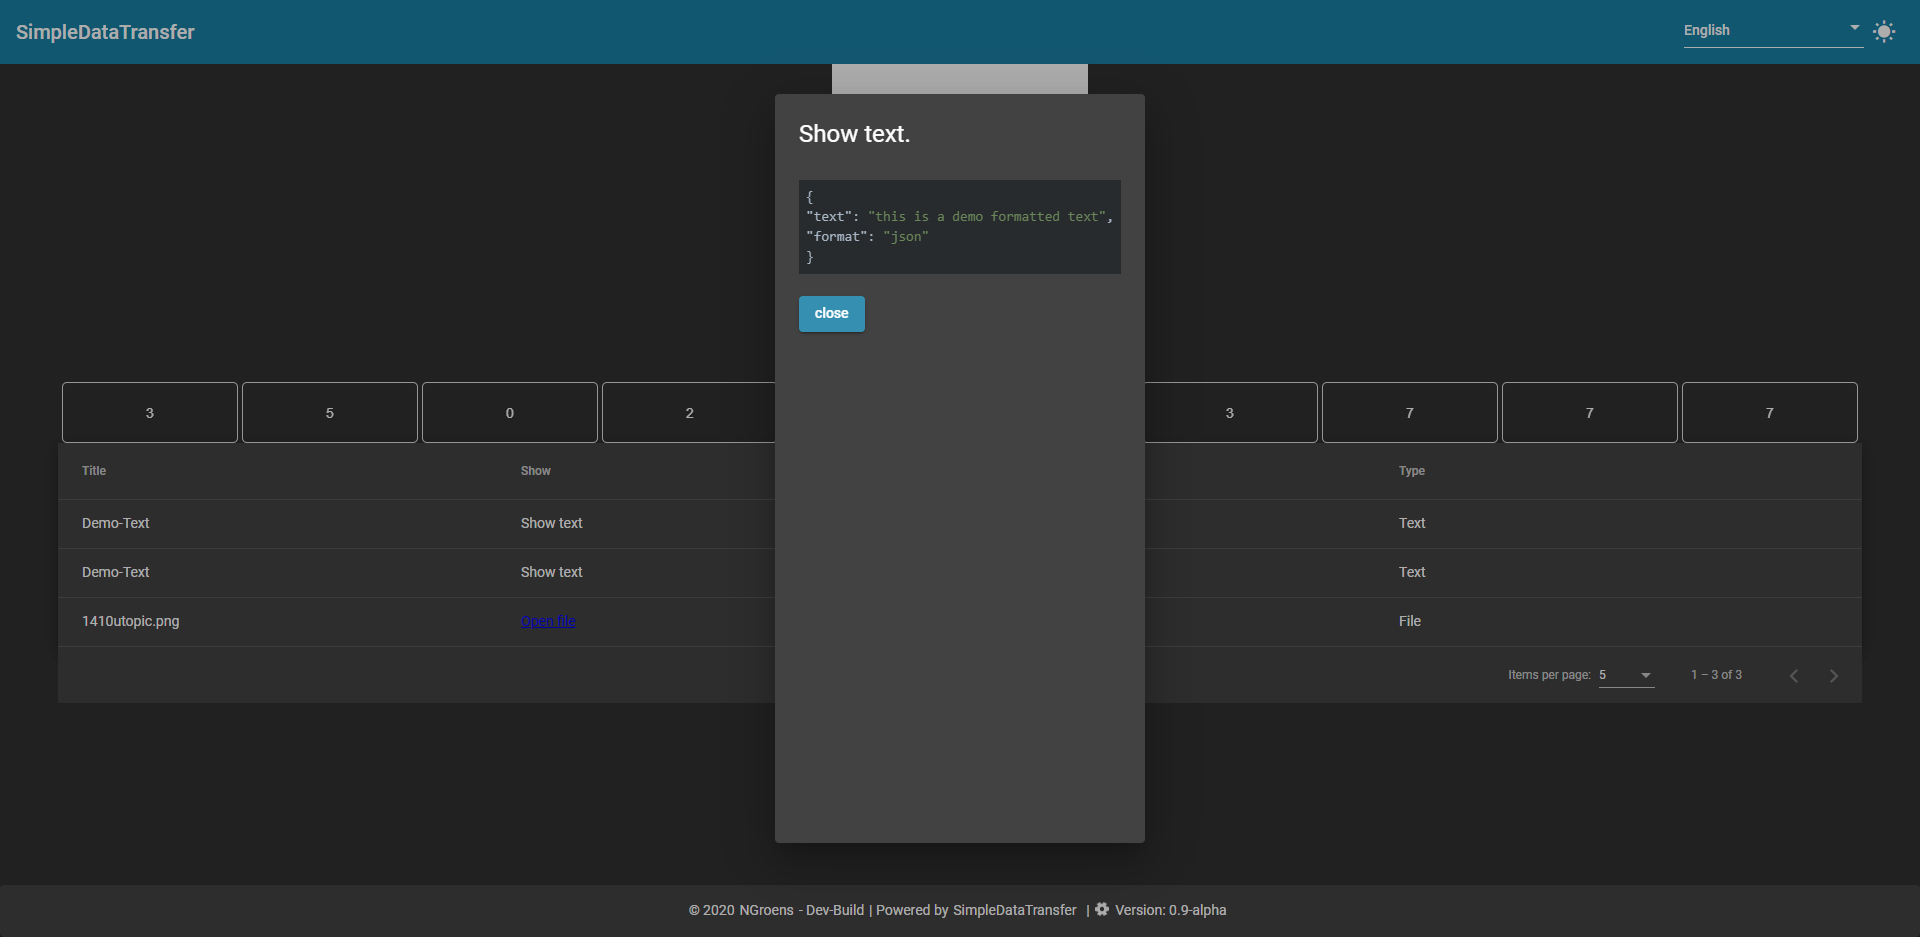 SimpleDataTransfer
English
Show text.
{
"text": "this is a demo formatted text",
"format": "json"
}
close
3 5 0 2 3 7 7 7
Title Show Type
Demo-Text Show text Text
Demo-Text Show text Text
1410utopic.png Open file File
Items per page: 5 1 – 3 of 3
© 2020 NGroens - Dev-Build | Powered by SimpleDataTransfer | Version: 0.9-alpha